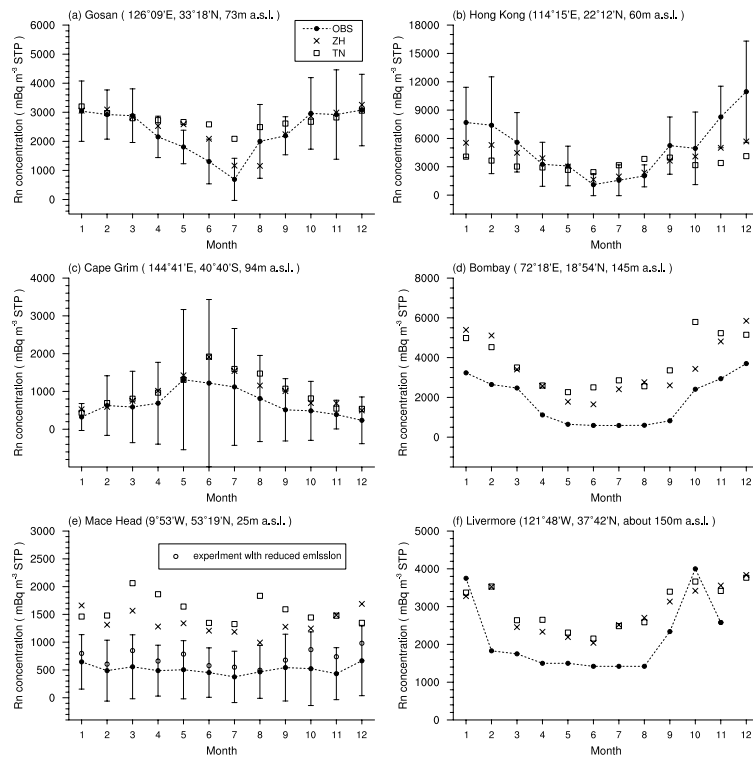 (a) Gosan ( 126°09'E, 33°18'N, 73m a.s.l. )
OBS
ZH
TN
Rn concentration ( mBq m-3 STP )
6000
5000
4000
3000
2000
1000
0
1 2 3 4 5 6 7 8 9 10 11 12
Month
(b) Hong Kong ( 114°15'E, 22°12'N, 60m a.s.l. )
Rn concentration ( mBq m-3 STP )
18000
15000
12000
9000
6000
3000
0
1 2 3 4 5 6 7 8 9 10 11 12
Month
(c) Cape Grim ( 144°41'E, 40°40'S, 94m a.s.l. )
Rn concentration ( mBq m-3 STP )
4000
3000
2000
1000
0
1 2 3 4 5 6 7 8 9 10 11 12
Month
(d) Bombay ( 72°18'E, 18°54'N, 145m a.s.l. )
Rn concentration ( mBq m-3 STP )
8000
6000
4000
2000
0
1 2 3 4 5 6 7 8 9 10 11 12
Month
(e) Mace Head (9°53'W, 53°19'N, 25m a.s.l. )
experiment with reduced emission
Rn concentration ( mBq m-3 STP )
3000
2500
2000
1500
1000
500
0
1 2 3 4 5 6 7 8 9 10 11 12
Month
(f) Livermore (121°48'W, 37°42'N, about 150m a.s.l. )
Rn concentration ( mBq m-3 STP )
5000
4000
3000
2000
1000
0
1 2 3 4 5 6 7 8 9 10 11 12
Month